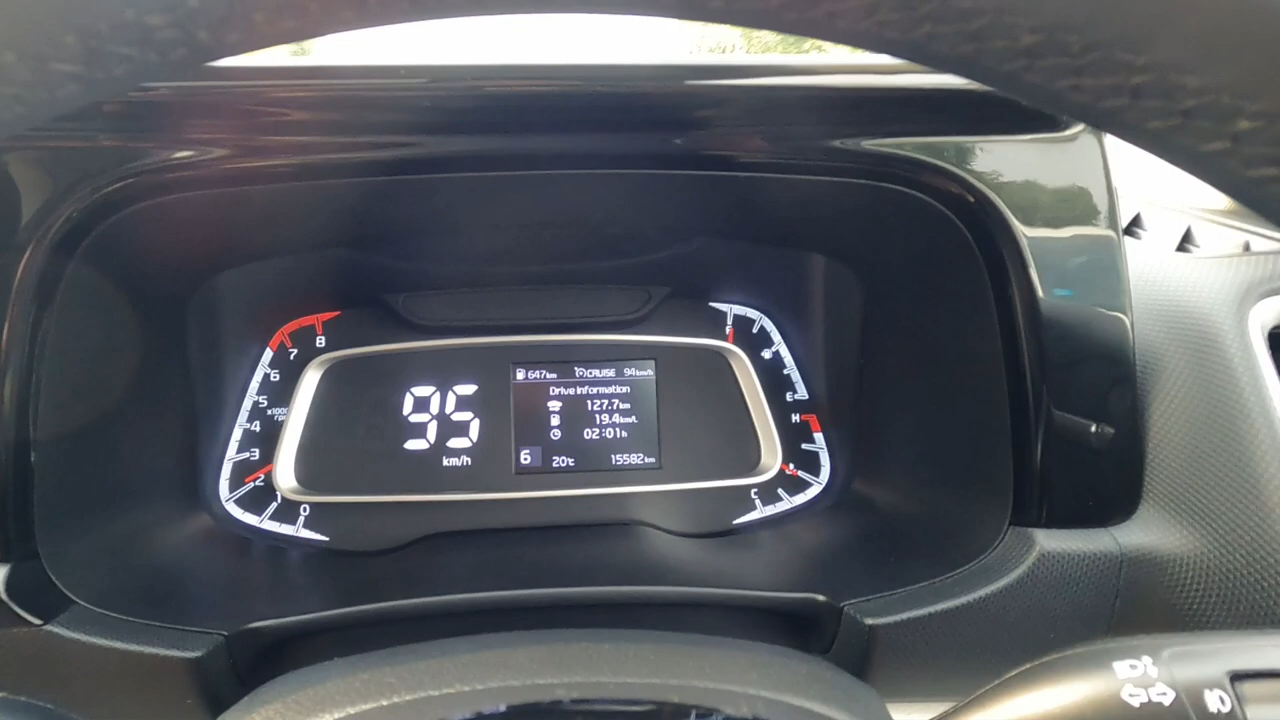 8
7
6
5
x1000
rpm
4
3
2
1
0
95
km/h
647km CRUISE 94km/h
Drive information
127.7km
19.4km/L
02:01h
6 20℃ 15582km
F
E
H
C